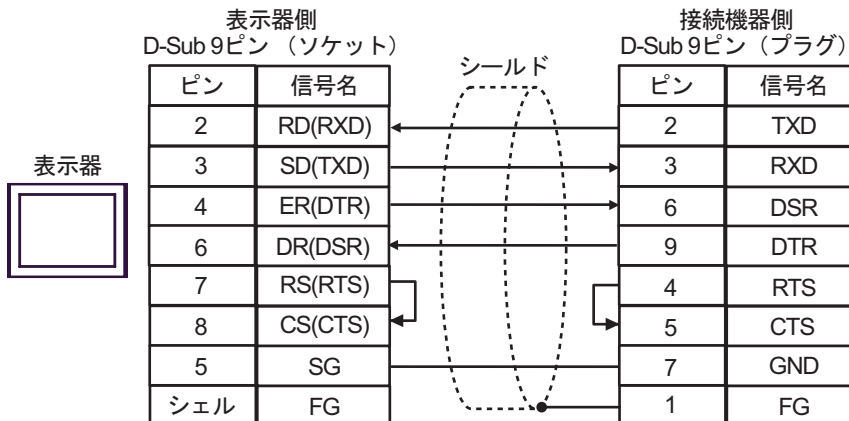 表示器側 接続機器側
D-Sub 9ピン (ソケット) D-Sub 9ピン (プラグ)
シールド
ピン 信号名 ピン 信号名
2 RD(RXD) 2 TXD
表示器 3 SD(TXD) 3 RXD
4 ER(DTR) 6 DSR
6 DR(DSR) 9 DTR
7 RS(RTS) 4 RTS
8 CS(CTS) 5 CTS
5 SG 7 GND
シェル FG 1 FG